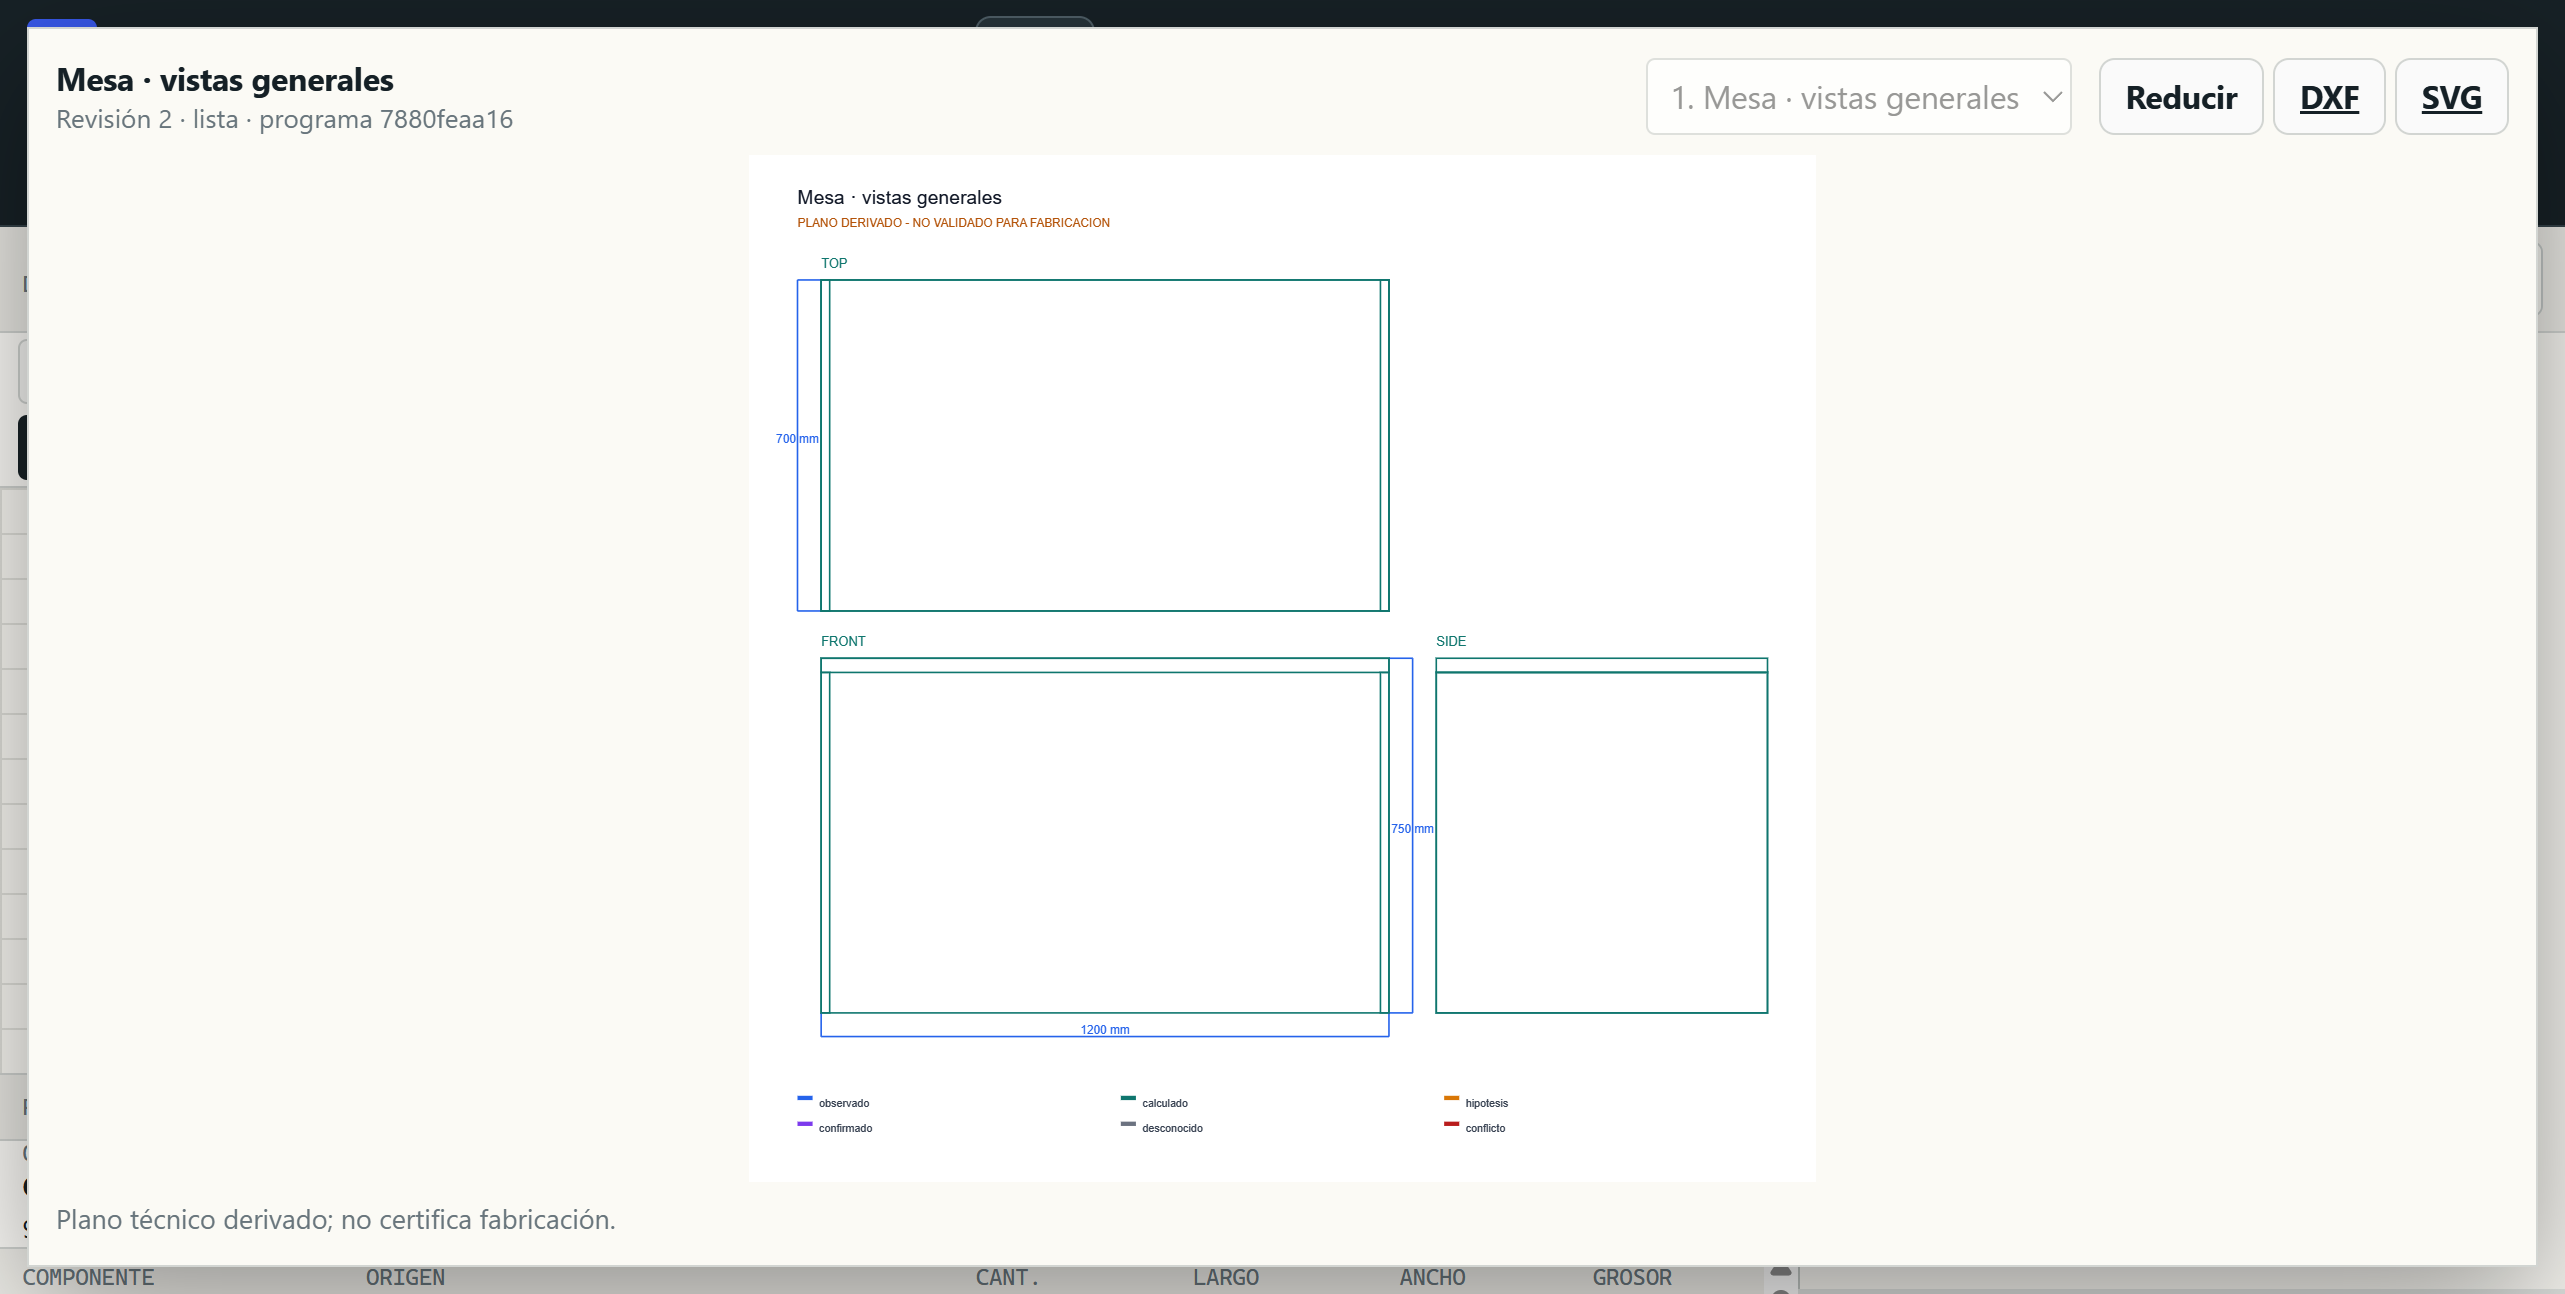 Mesa · vistas generales
Revisión 2 · lista · programa 7880feaa16
1. Mesa · vistas generales
Reducir
DXF
SVG
Mesa · vistas generales
PLANO DERIVADO - NO VALIDADO PARA FABRICACION
TOP
700 mm
FRONT
SIDE
750 mm
1200 mm
observado
calculado
hipotesis
confirmado
desconocido
conflicto
Plano técnico derivado; no certifica fabricación.
COMPONENTE ORIGEN CANT. LARGO ANCHO GROSOR